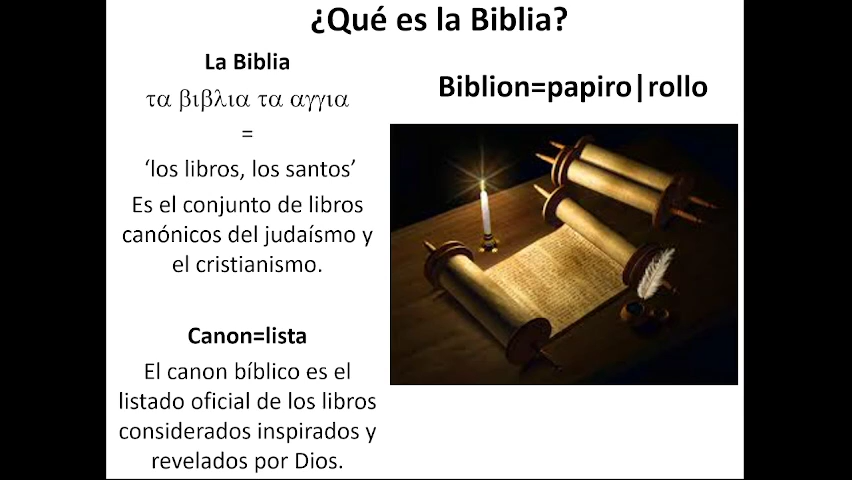 ¿Qué es la Biblia?
La Biblia
τα βιβλια τα αγγια
=
‘los libros, los santos’
Es el conjunto de libros
canónicos del judaísmo y
el cristianismo.
Canon=lista
El canon bíblico es el
listado oficial de los libros
considerados inspirados y
revelados por Dios.
Biblion=papiro|rollo